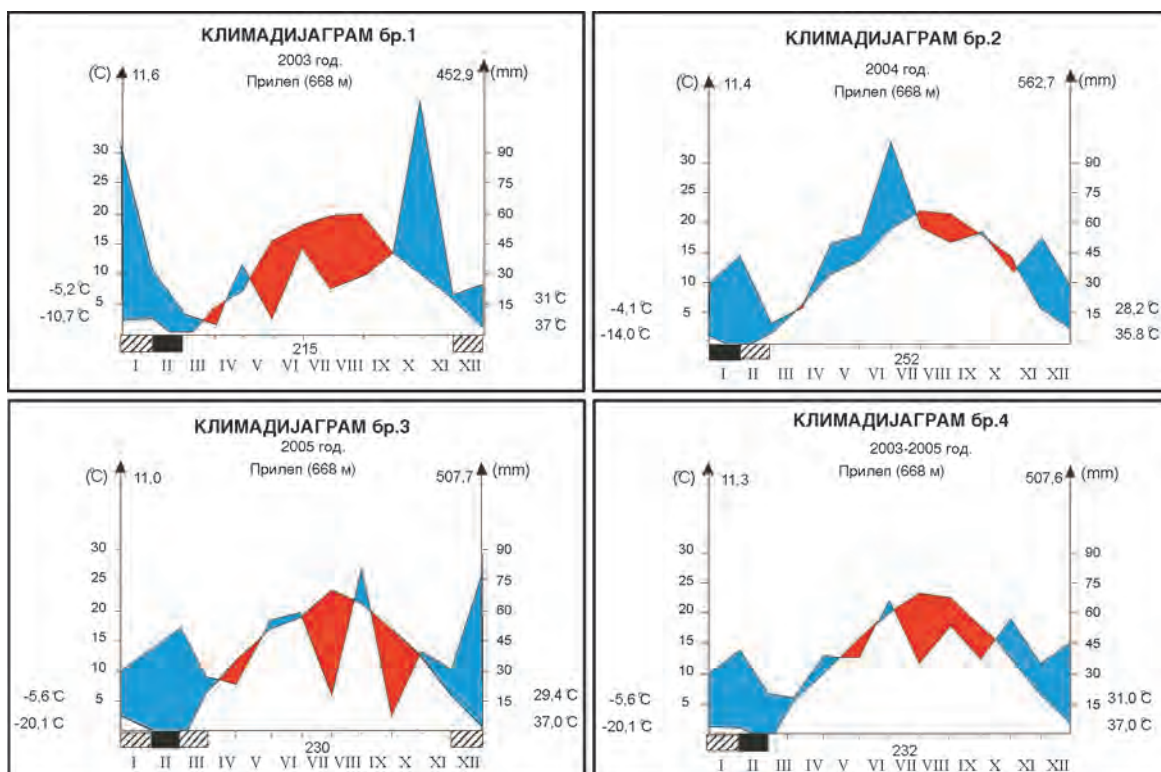 КЛИМАДИЈАГРАМ бр.1
2003 год.
(°C) 11.6 Прилеп (668 м) 452,9 (mm)
30 90
25 75
20 60
15 45
10 30
5 15
-5,2°C 31°C
-10,7°C 37°C
215
I II III IV V VI VII VIII IX X XI XII
КЛИМАДИЈАГРАМ бр.2
2004 год.
(°C) 11.4 Прилеп (668 м) 562,7 (mm)
30 90
25 75
20 60
15 45
10 30
5 15
-4,1°C 28,2°C
-14.0°C 35.8°C
252
I II III IV V VI VII VIII IX X XI XII
КЛИМАДИЈАГРАМ бр.3
2005 год.
(°C) 11.0 Прилеп (668 м) 507.7 (mm)
30 90
25 75
20 60
15 45
10 30
5 15
-5.6°C 29,4°C
-20,1°C 37,0°C
230
I II III IV V VI VII VIII IX X XI XII
КЛИМАДИЈАГРАМ бр.4
2003-2005 год.
(°C) 11,3 Прилеп (668 м) 507,6 (mm)
30 90
25 75
20 60
15 45
10 30
5 15
-5,6°C 31.0°C
-20,1°C 37,0°C
232
I II III IV V VI VII VIII IX X XI XII